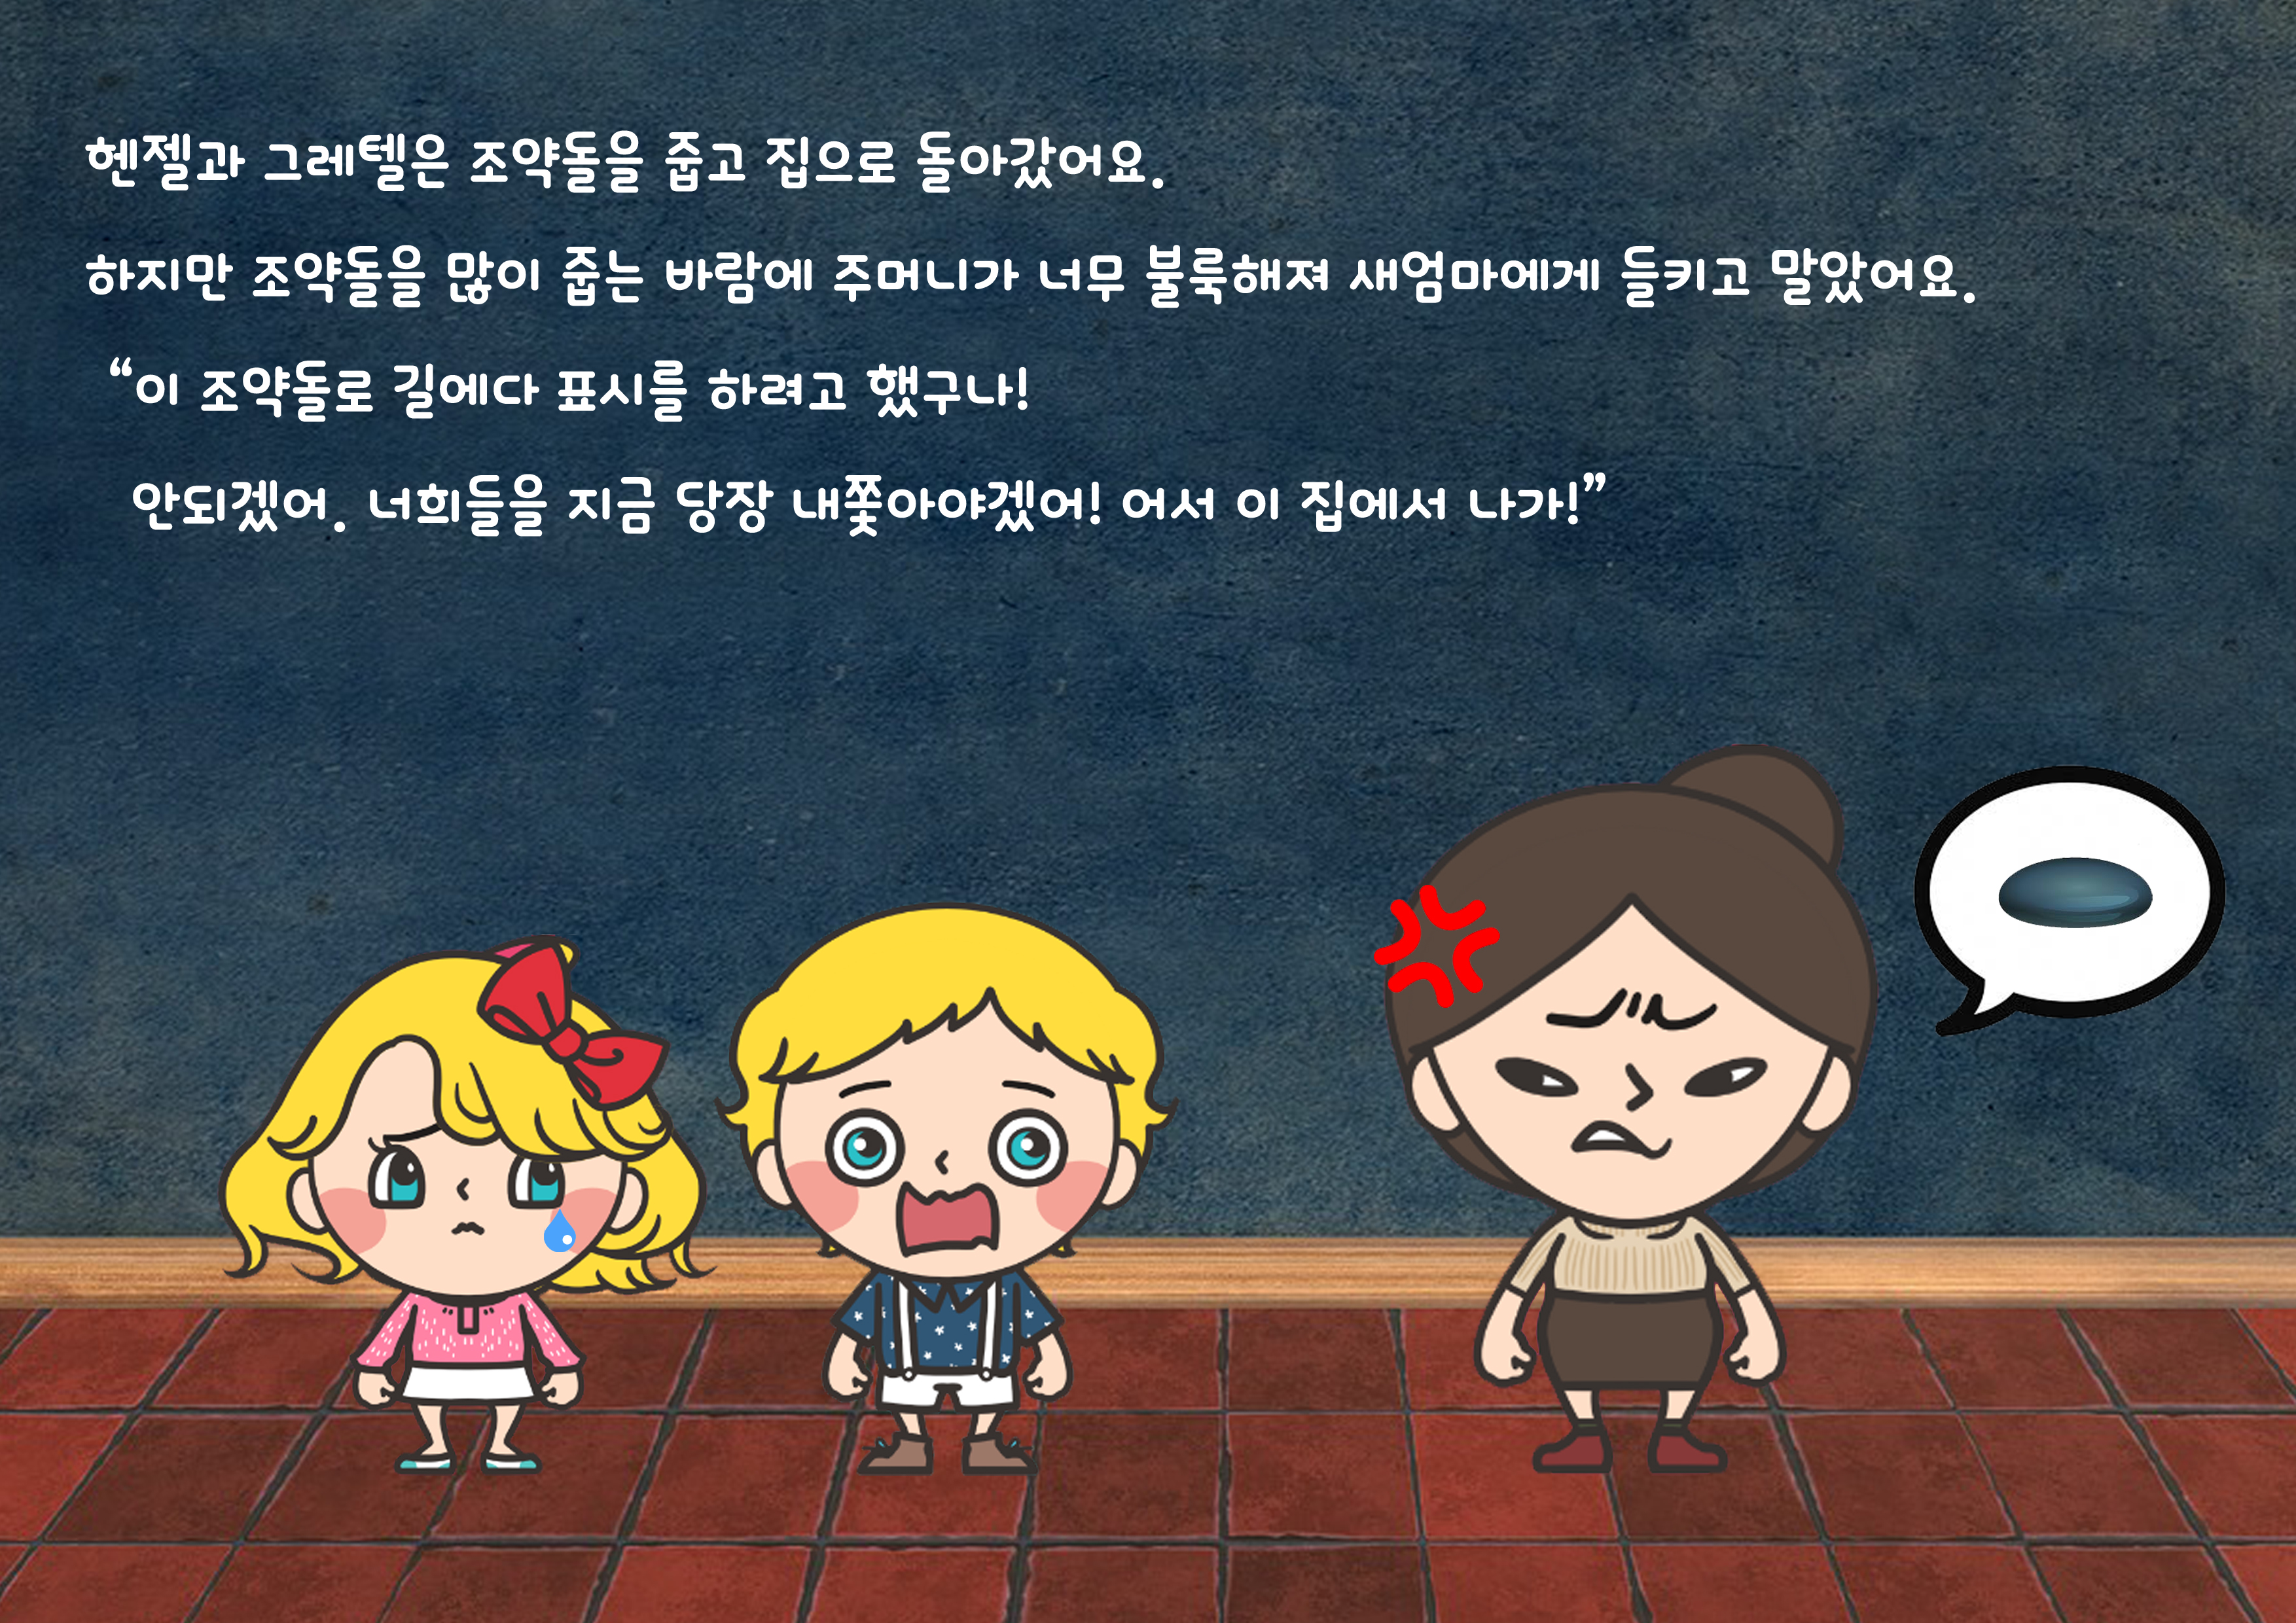 헨젤과 그레텔은 조약돌을 줍고 집으로 돌아갔어요.
하지만 조약돌을 많이 줍는 바람에 주머니가 너무 불룩해져 새엄마에게 들키고 말았어요.
“이 조약돌로 길에다 표시를 하려고 했구나!
안되겠어. 너희들을 지금 당장 내쫓아야겠어! 어서 이 집에서 나가!”